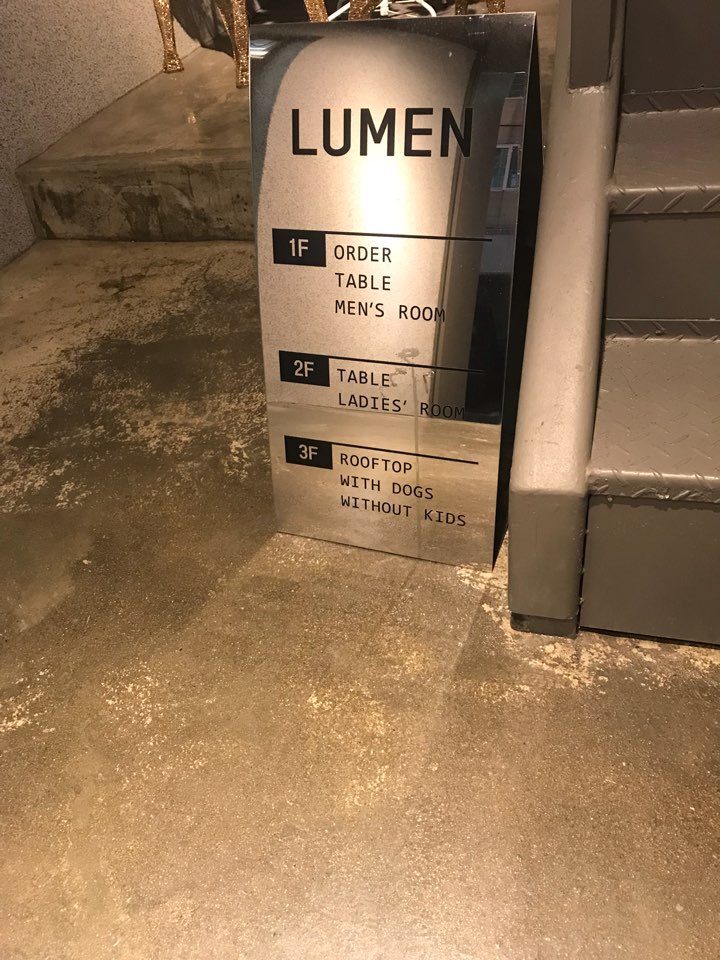 LUMEN
1F ORDER
TABLE
MEN'S ROOM
2F TABLE
LADIES' ROOM
3F ROOFTOP
WITH DOGS
WITHOUT KIDS